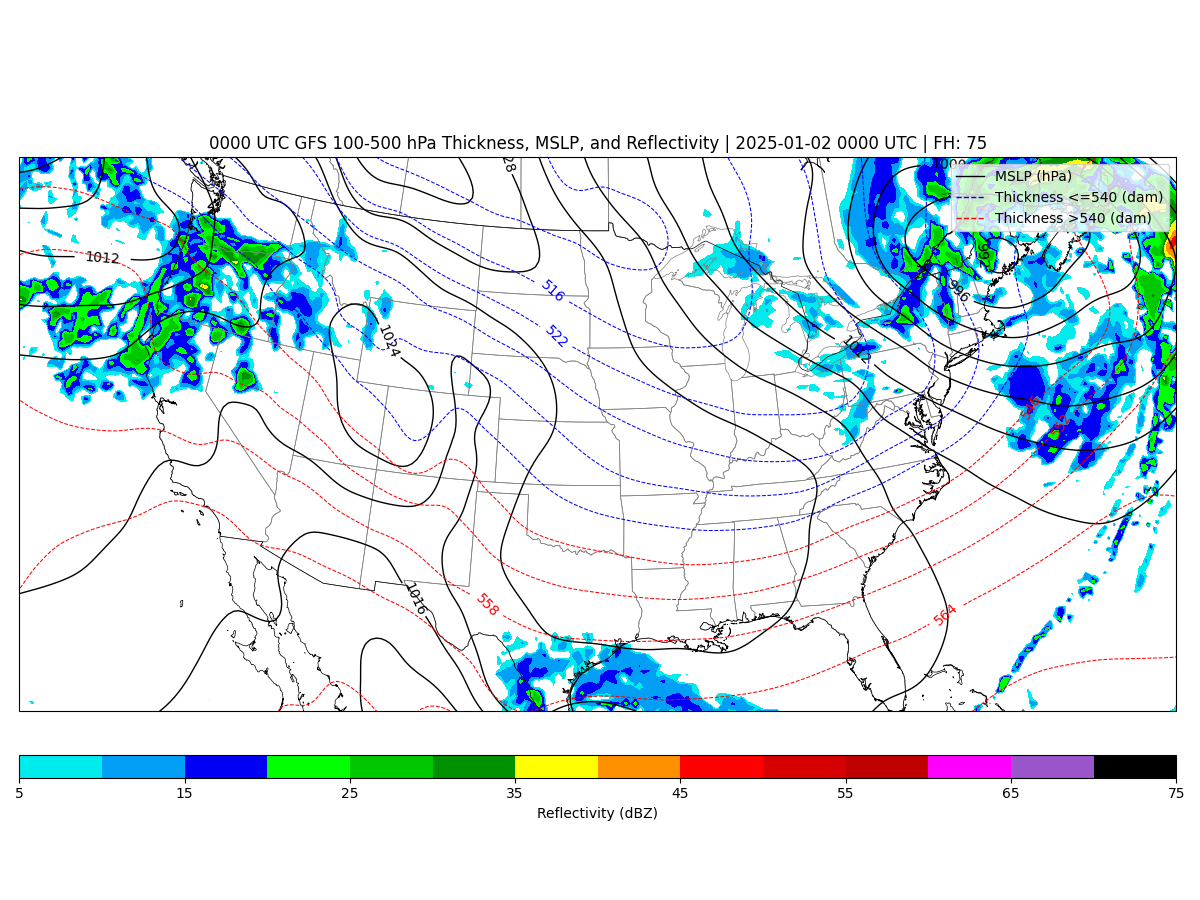 0000 UTC GFS 100-500 hPa Thickness, MSLP, and Reflectivity | 2025-01-02 0000 UTC | FH: 75
MSLP (hPa)
Thickness <=540 (dam)
Thickness >540 (dam)
1000
28
1012
992
996
516
522
1024
1012
558
1016
564
5 15 25 35 45 55 65 75
Reflectivity (dBZ)